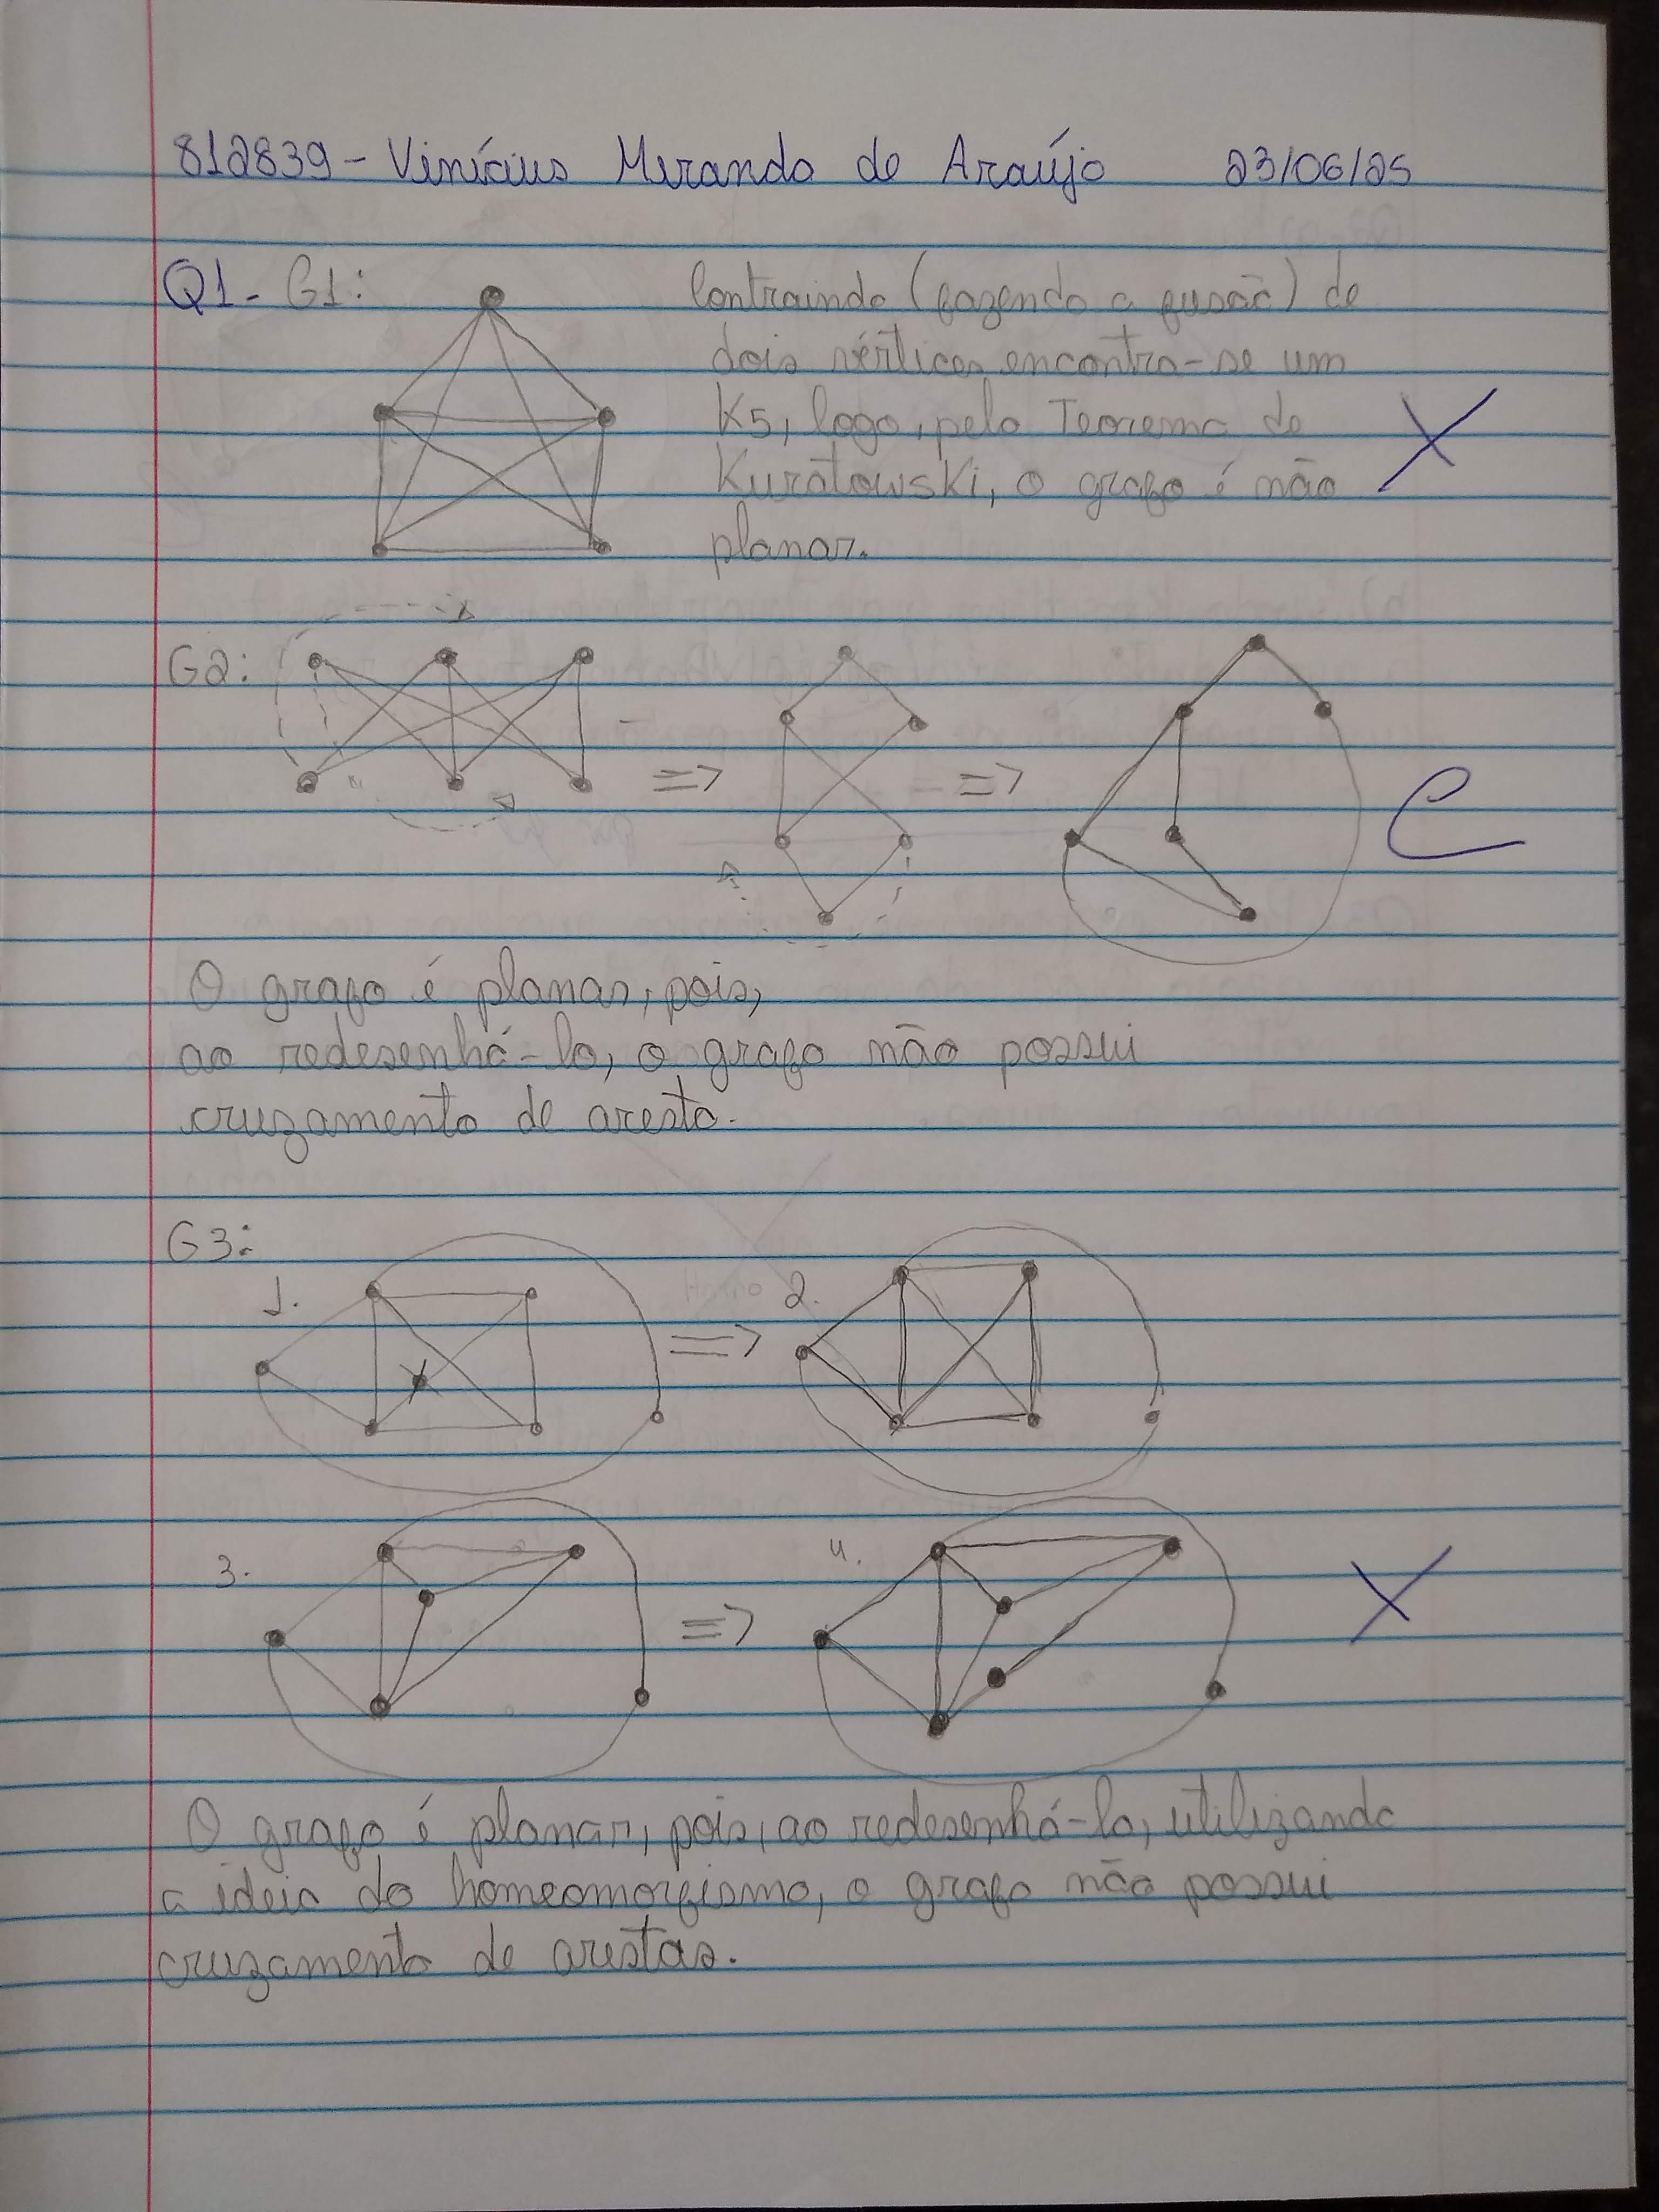 812839 - Vinícius Miranda de Araújo 23/06/25
Q1 - G1:
Contraindo (fazendo a fusão) de
dois vértices encontra-se um
K5, logo, pelo Teorema de
Kuratowski, o grafo é não
planar.
G2:
=> =>
O grafo é planar, pois,
ao redesenhá-lo, o grafo não possui
cruzamento de aresta.
G3:
1. => 2.
3. => 4.
O grafo é planar, pois, ao redesenhá-lo, utilizando
a ideia do homeomorfismo, o grafo não possui
cruzamento de arestas.